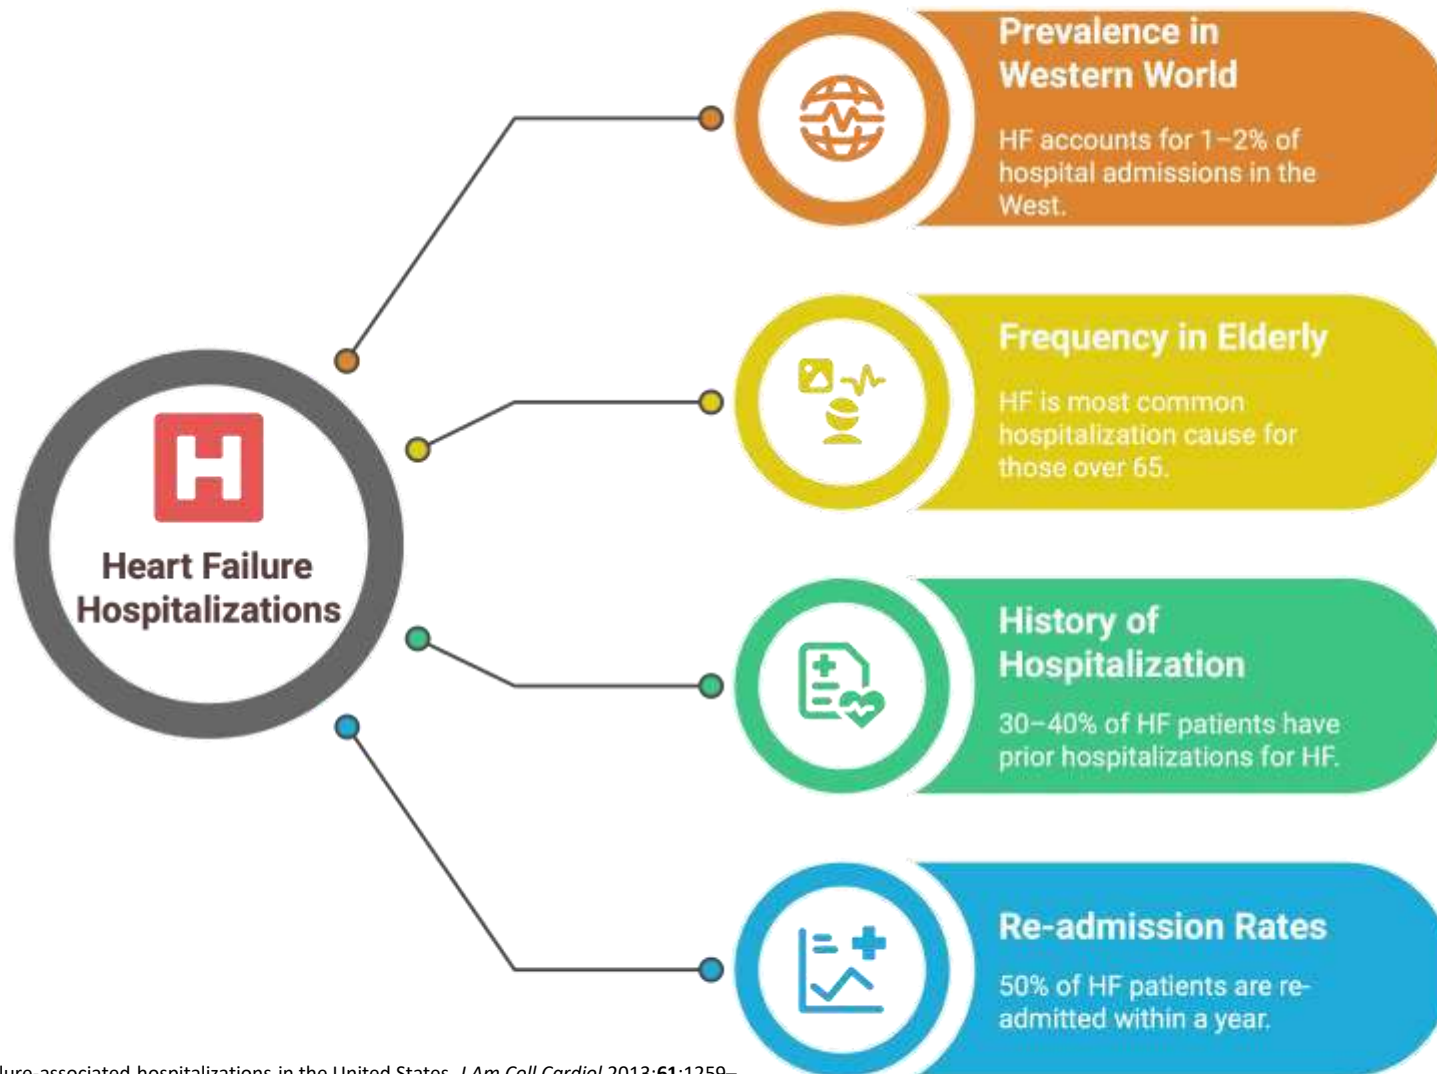 Prevalence in
Western World
HF accounts for 1–2% of
hospital admissions in the
West.
Frequency in Elderly
HF is most common
hospitalization cause for
those over 65.
H
Heart Failure
Hospitalizations
History of
Hospitalization
30–40% of HF patients have
prior hospitalizations for HF.
Re-admission Rates
50% of HF patients are re-
admitted within a year.
lure-associated hospitalizations in the United States. J Am Coll Cardiol 2013;61:1259–